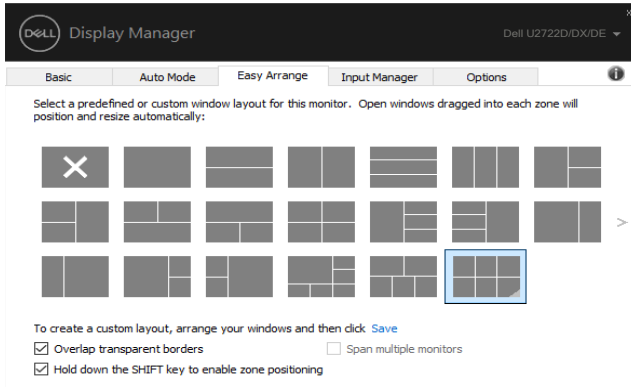 DELL Display Manager
Dell U2722D/DX/DE
Basic Auto Mode Easy Arrange Input Manager Options
Select a predefined or custom window layout for this monitor. Open windows dragged into each zone will
position and resize automatically:
To create a custom layout, arrange your windows and then click Save
Overlap transparent borders
Span multiple monitors
Hold down the SHIFT key to enable zone positioning